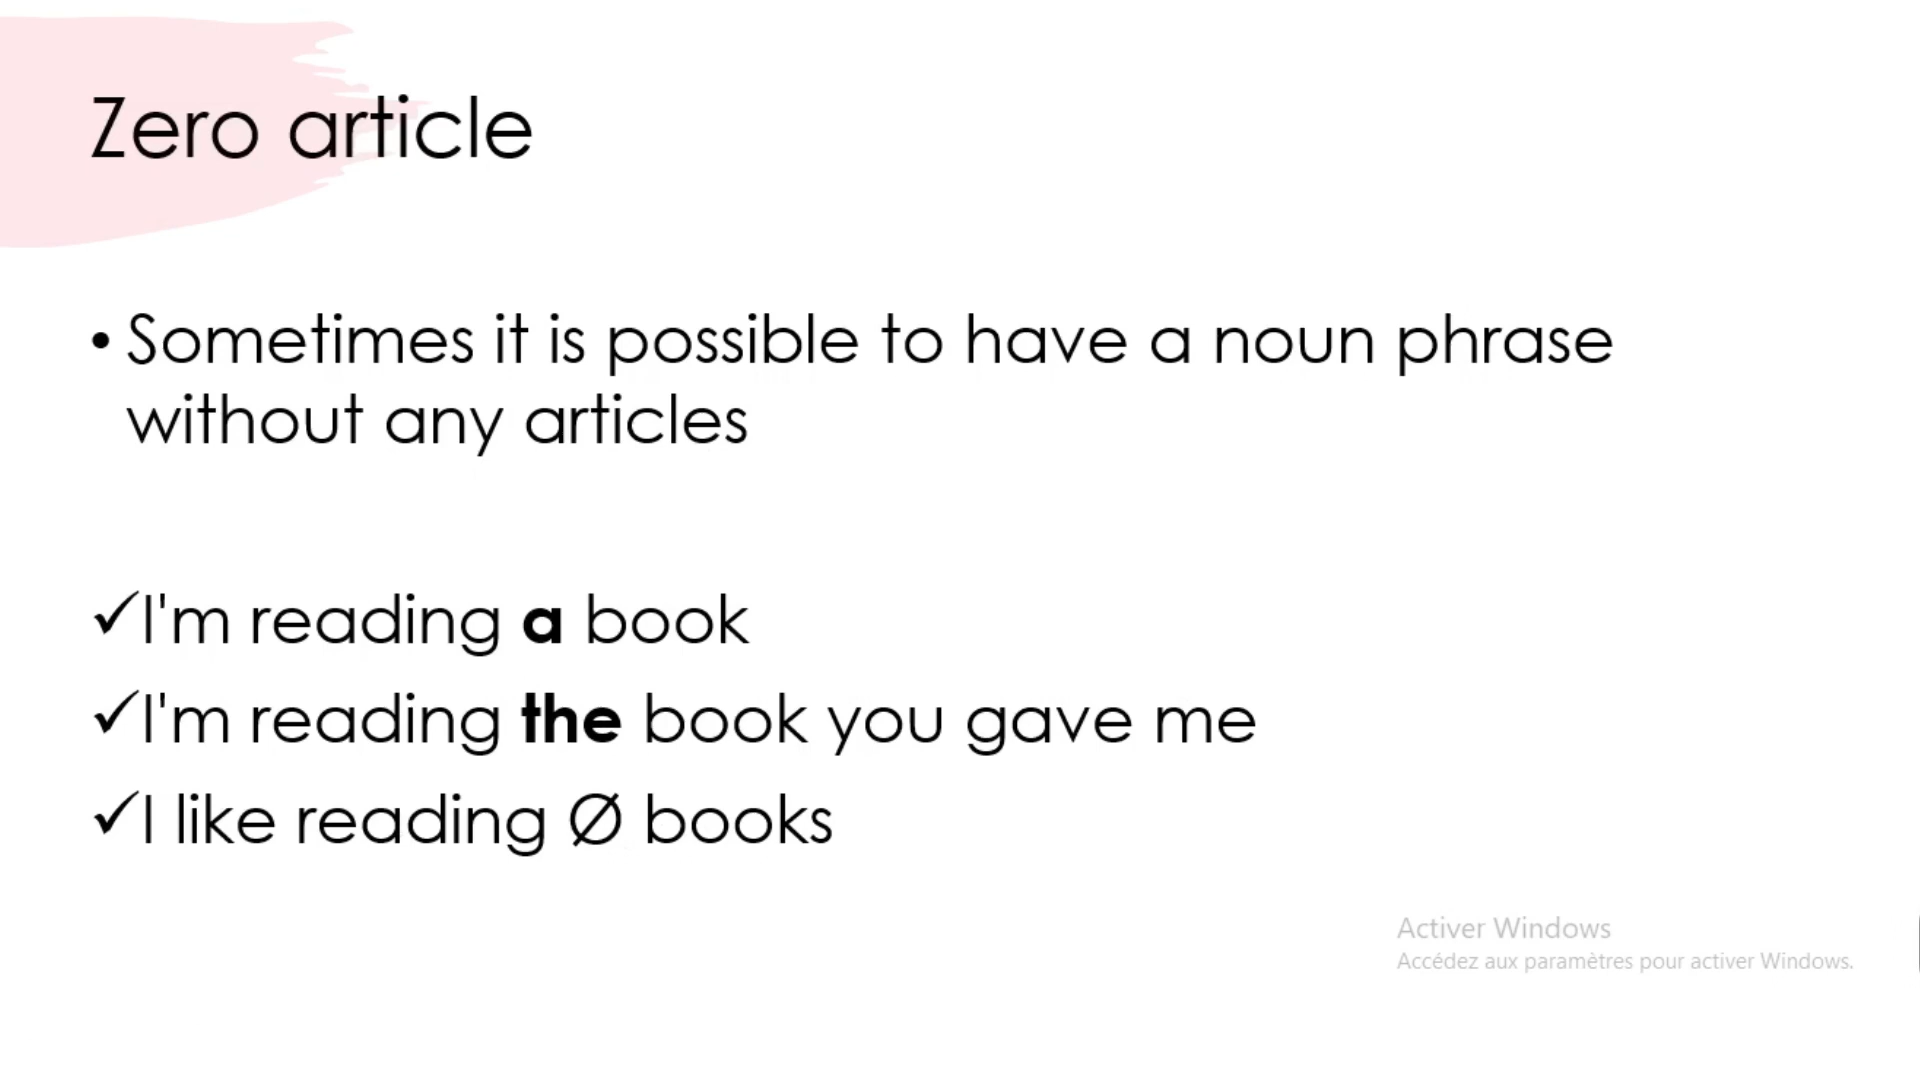 Zero article
• Sometimes it is possible to have a noun phrase
without any articles
✓I'm reading a book
✓I'm reading the book you gave me
✓I like reading Ø books
Activer Windows
Accédez aux paramètres pour activer Windows.